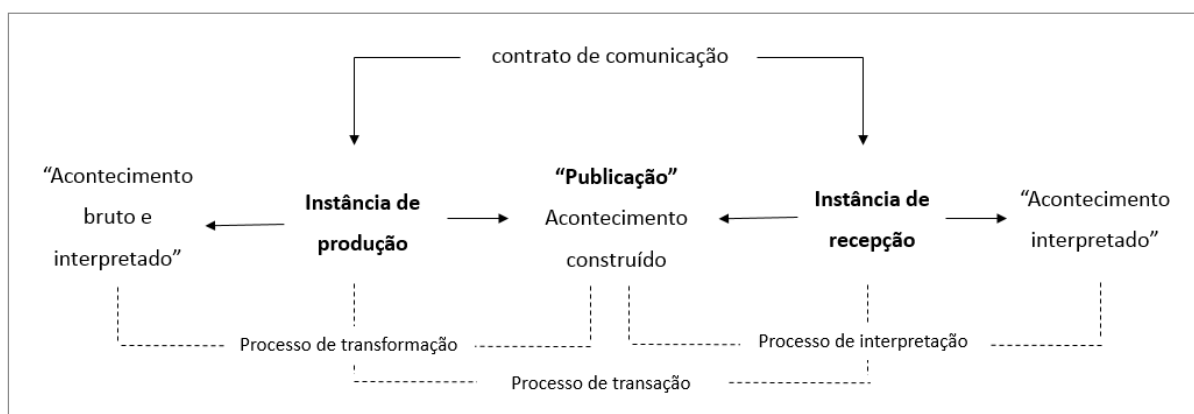 contrato de comunicação
“Acontecimento
bruto e
interpretado”
Instância de
produção
“Publicação”
Acontecimento
construído
Instância de
recepção
“Acontecimento
interpretado”
Processo de transformação
Processo de interpretação
Processo de transação